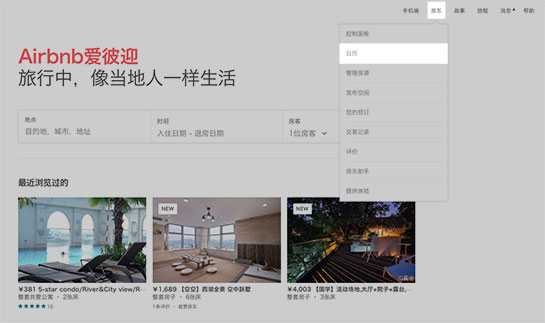 手机端 房东 故事 旅程 消息 帮助
控制面板
日历
管理房源
发布空间
您的预订
交易记录
评价
房东助手
提供体验
Airbnb爱彼迎
旅行中，像当地人一样生活
地点
目的地、城市、地址
时间
入住日期 - 退房日期
房客
1位房客
最近浏览过的
¥381 5-star condo/River&City view/R···
整套共管公寓 · 2张床
★★★★★ 10
NEW
¥1,689 【空空】西湖全景 空中跃墅
整套房子 · 6张床
1条评价 · 超赞房东
NEW
¥4,003 【国学】活动场地,大厅+院子+露台,···
整套房子 · 3张床